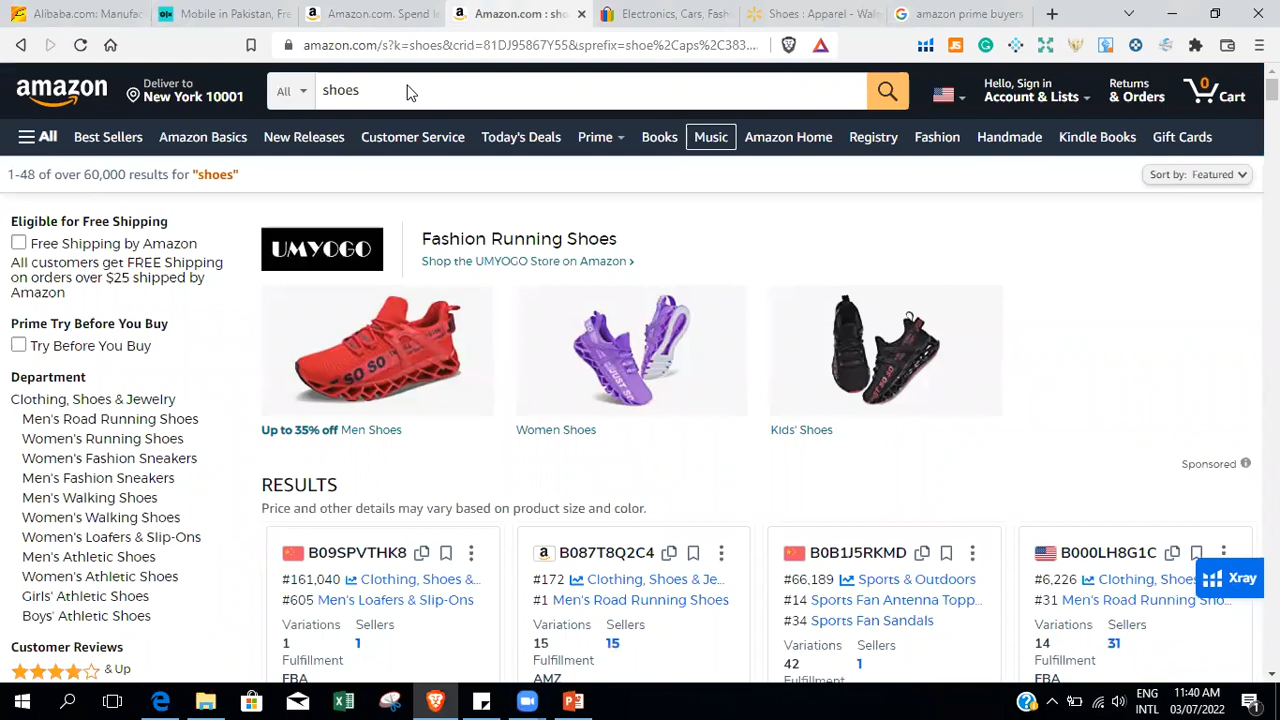 Alibaba.com: Manufac
Mobile in Pakistan, Fre
Amazon.com. Spend le
Amazon.com : sho
Electronics, Cars, Fash
Shoes : Apparel - Wal
amazon prime buyers
amazon.com/s?k=shoes&crid=81DJ95867Y55&sprefix=shoe%2Caps%2C383...
amazon
Deliver to
New York 10001
All
shoes
Hello, Sign in
Account & Lists
Returns
& Orders
0
Cart
All
Best Sellers
Amazon Basics
New Releases
Customer Service
Today's Deals
Prime
Books
Music
Amazon Home
Registry
Fashion
Handmade
Kindle Books
Gift Cards
1-48 of over 60,000 results for "shoes"
Sort by: Featured
Eligible for Free Shipping
Free Shipping by Amazon
All customers get FREE Shipping
on orders over $25 shipped by
Amazon
Prime Try Before You Buy
Try Before You Buy
Department
Clothing, Shoes & Jewelry
Men's Road Running Shoes
Women's Running Shoes
Women's Fashion Sneakers
Men's Fashion Sneakers
Men's Walking Shoes
Women's Walking Shoes
Women's Loafers & Slip-Ons
Men's Athletic Shoes
Women's Athletic Shoes
Girls' Athletic Shoes
Boys' Athletic Shoes
Customer Reviews
& Up
UMYOGO
Fashion Running Shoes
Shop the UMYOGO Store on Amazon ›
SO SO
Up to 35% off Men Shoes
Women Shoes
Kids' Shoes
Sponsored
RESULTS
Price and other details may vary based on product size and color.
B09SPVTHK8
#161,040 Clothing, Shoes &...
#605 Men's Loafers & Slip-Ons
Variations Sellers
1 1
Fulfillment
FBA
B087T8Q2C4
#172 Clothing, Shoes & Je...
#1 Men's Road Running Shoes
Variations Sellers
15 15
Fulfillment
AMZ
B0B1J5RKMD
#66,189 Sports & Outdoors
#14 Sports Fan Antenna Topp...
#34 Sports Fan Sandals
Variations Sellers
42 1
Fulfillment
B000LH8G1C
#6,226 Clothing, Sho
#31 Men's Road Running Sho...
Variations Sellers
14 31
Fulfillment
FBA
Xray
ENG
INTL
11:40 AM
03/07/2022
1